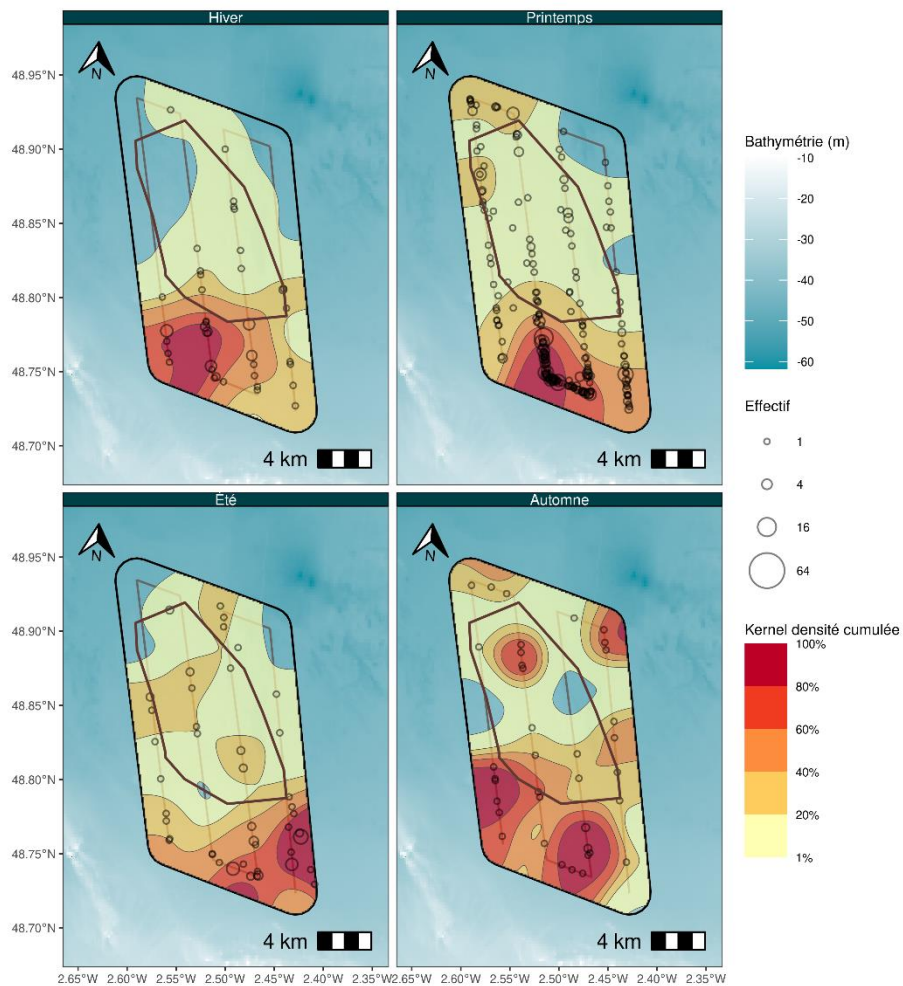 Hiver
Printemps
N
N
48.95°N
48.90°N
48.85°N
48.80°N
48.75°N
48.70°N
4 km
4 km
Été
Automne
N
N
48.95°N
48.90°N
48.85°N
48.80°N
48.75°N
48.70°N
4 km
4 km
2.65°W 2.60°W 2.55°W 2.50°W 2.45°W 2.40°W 2.35°W
2.65°W 2.60°W 2.55°W 2.50°W 2.45°W 2.40°W 2.35°W
Bathymétrie (m)
-10
-20
-30
-40
-50
-60
Effectif
1
4
16
64
Kernel densité cumulée
100%
80%
60%
40%
20%
1%